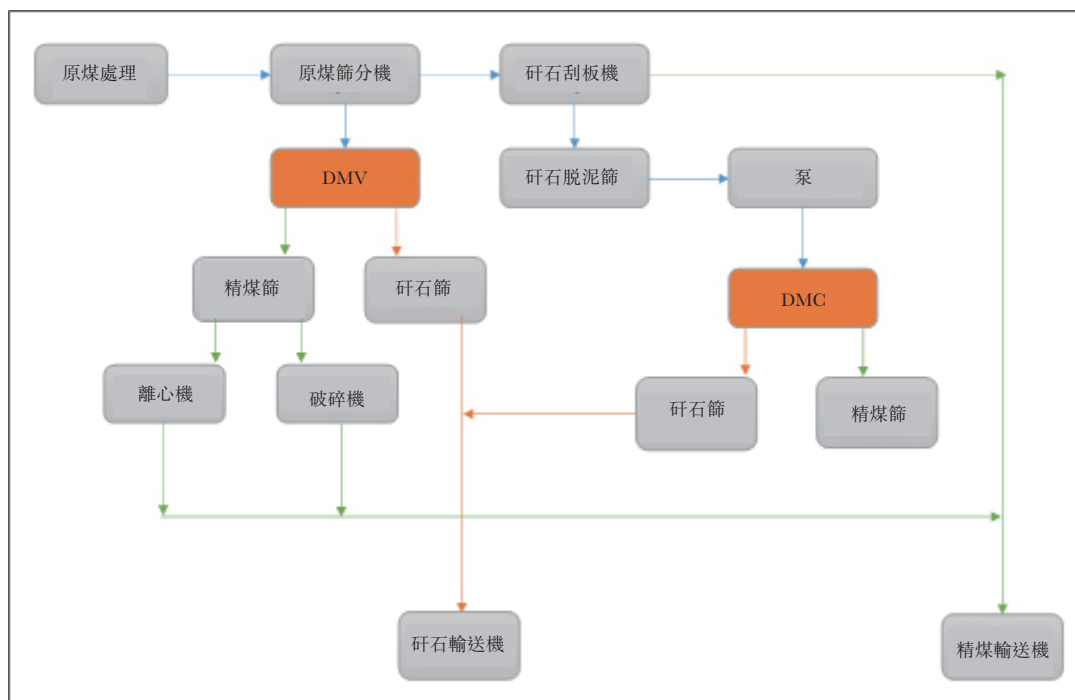 原煤處理
原煤篩分機
矸石刮板機
DMV
矸石脱泥篩
泵
精煤篩
矸石篩
DMC
離心機
破碎機
矸石篩
精煤篩
矸石輸送機
精煤輸送機